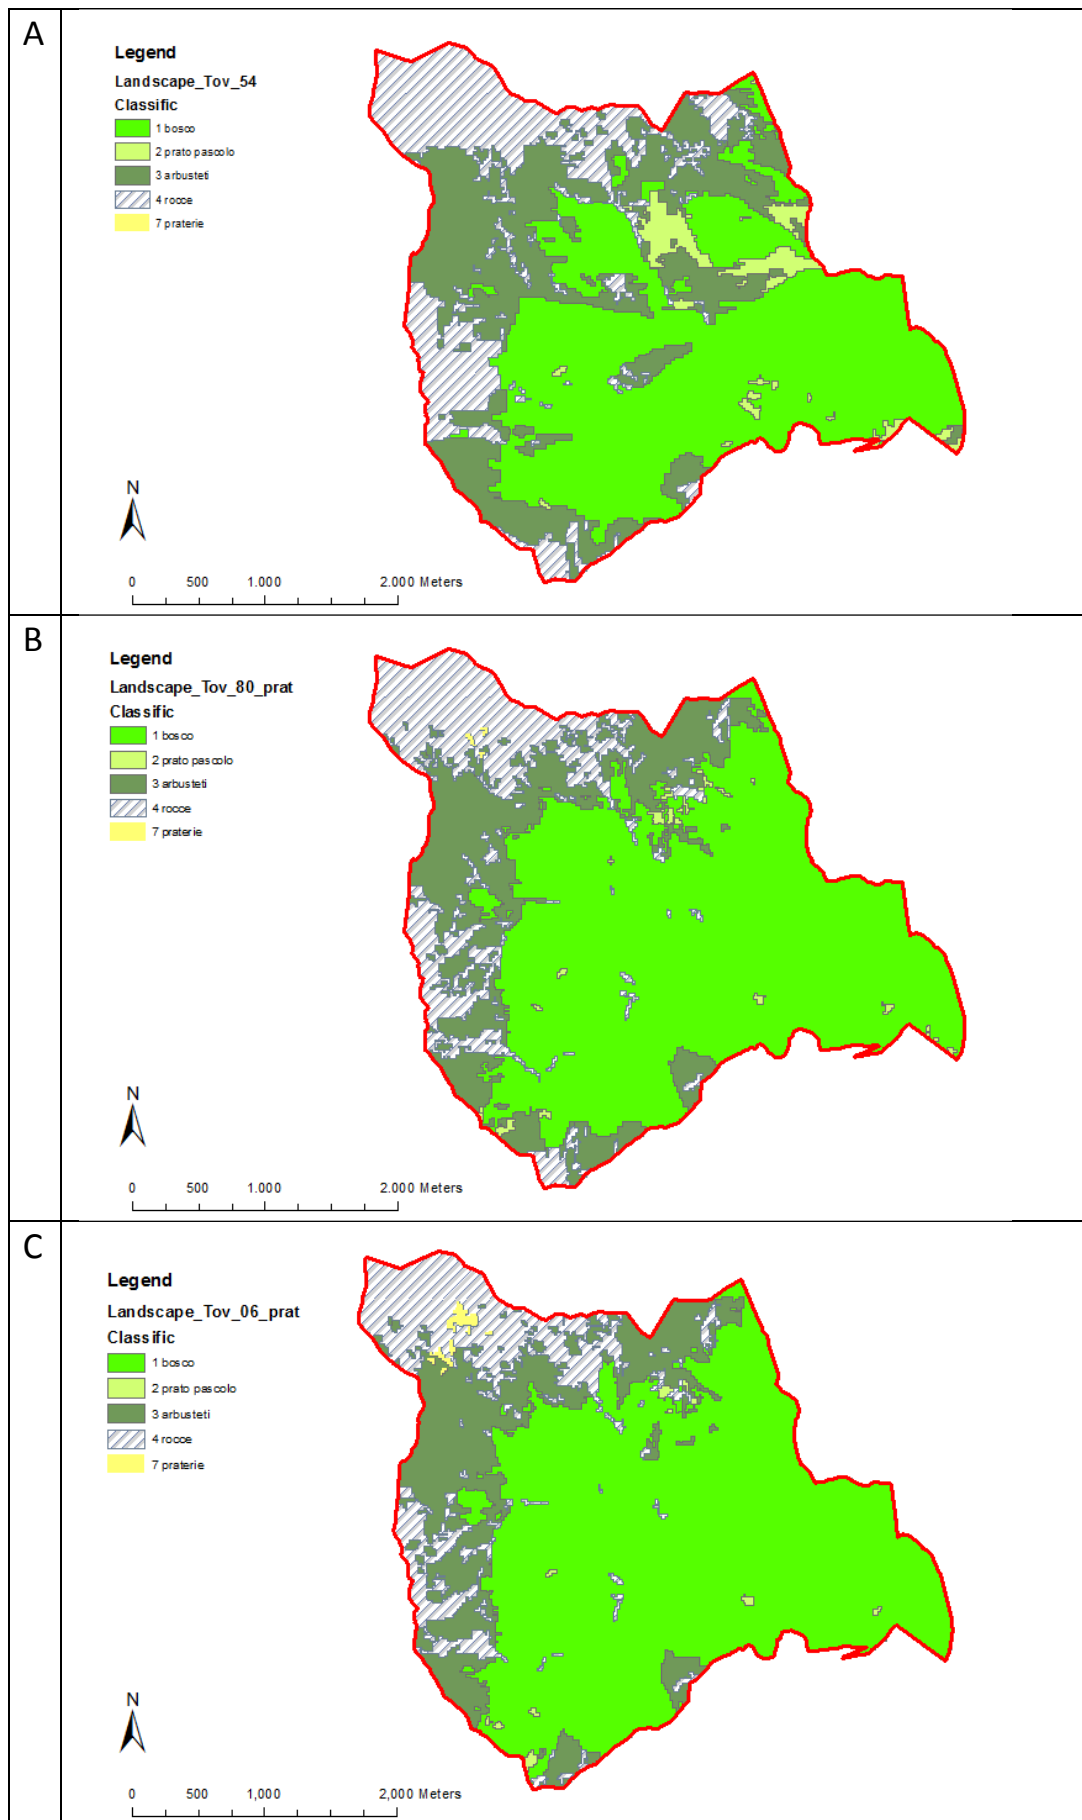 A
Legend
Landscape_Tov_54
Classific
1 bosco
2 prato pascolo
3 arbusteti
4 rocce
7 praterie
N
0 500 1.000 2.000 Meters
B
Legend
Landscape_Tov_80_prat
Classific
1 bosco
2 prato pascolo
3 arbusteti
4 rocce
7 praterie
N
0 500 1.000 2.000 Meters
C
Legend
Landscape_Tov_06_prat
Classific
1 bosco
2 prato pascolo
3 arbusteti
4 rocce
7 praterie
N
0 500 1,000 2,000 Meters